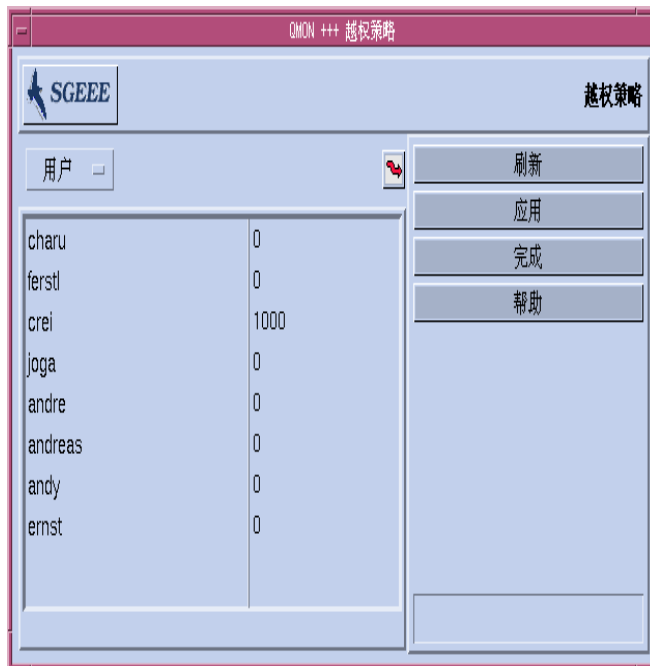 QMON +++ 越权策略
SGEEE
越权策略
用户
刷新
应用
完成
帮助
charu 0
ferstl 0
crei 1000
joga 0
andre 0
andreas 0
andy 0
ernst 0